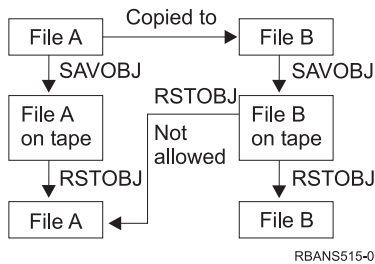 Copied to
File A
File B
SAVOBJ
SAVOBJ
RSTOBJ
File A
on tape
File B
on tape
Not
allowed
RSTOBJ
RSTOBJ
File A
File B
RBANS515-0